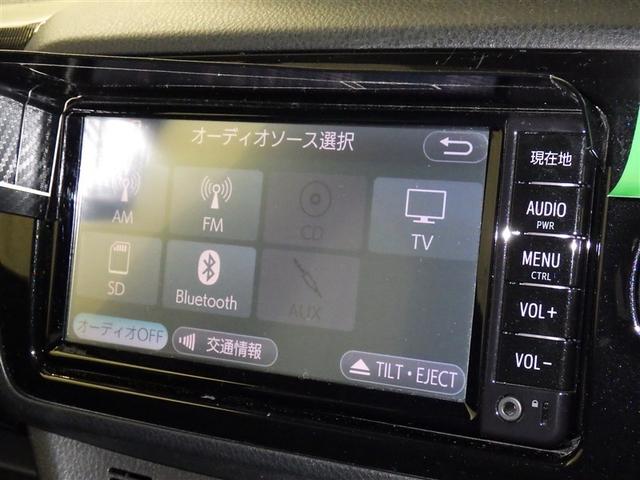 オーディオソース選択
AM
FM
CD
TV
SD
Bluetooth
AUX
オーディオOFF
交通情報
TILT・EJECT
現在地
AUDIO
PWR
MENU
CTRL
VOL+
VOL−